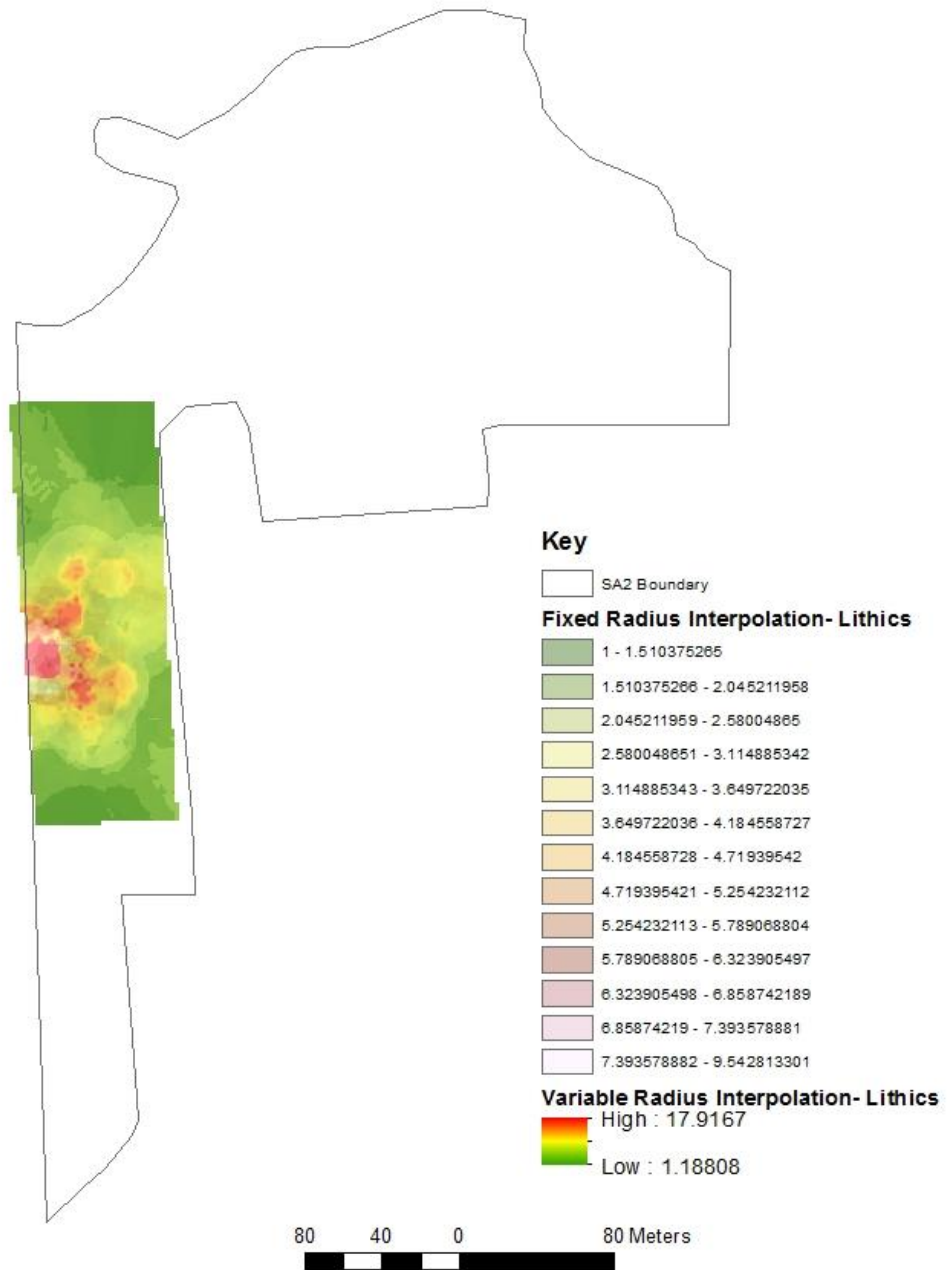 Key
SA2 Boundary
Fixed Radius Interpolation- Lithics
1 - 1.510375265
1.510375266 - 2.045211958
2.045211959 - 2.58004865
2.580048651 - 3.114885342
3.114885343 - 3.649722035
3.649722036 - 4.184558727
4.184558728 - 4.71939542
4.719395421 - 5.254232112
5.254232113 - 5.789068804
5.789068805 - 6.323905497
6.323905498 - 6.858742189
6.85874219 - 7.393578881
7.393578882 - 9.542813301
Variable Radius Interpolation- Lithics
High : 17.9167
Low : 1.18808
80 40 0 80 Meters